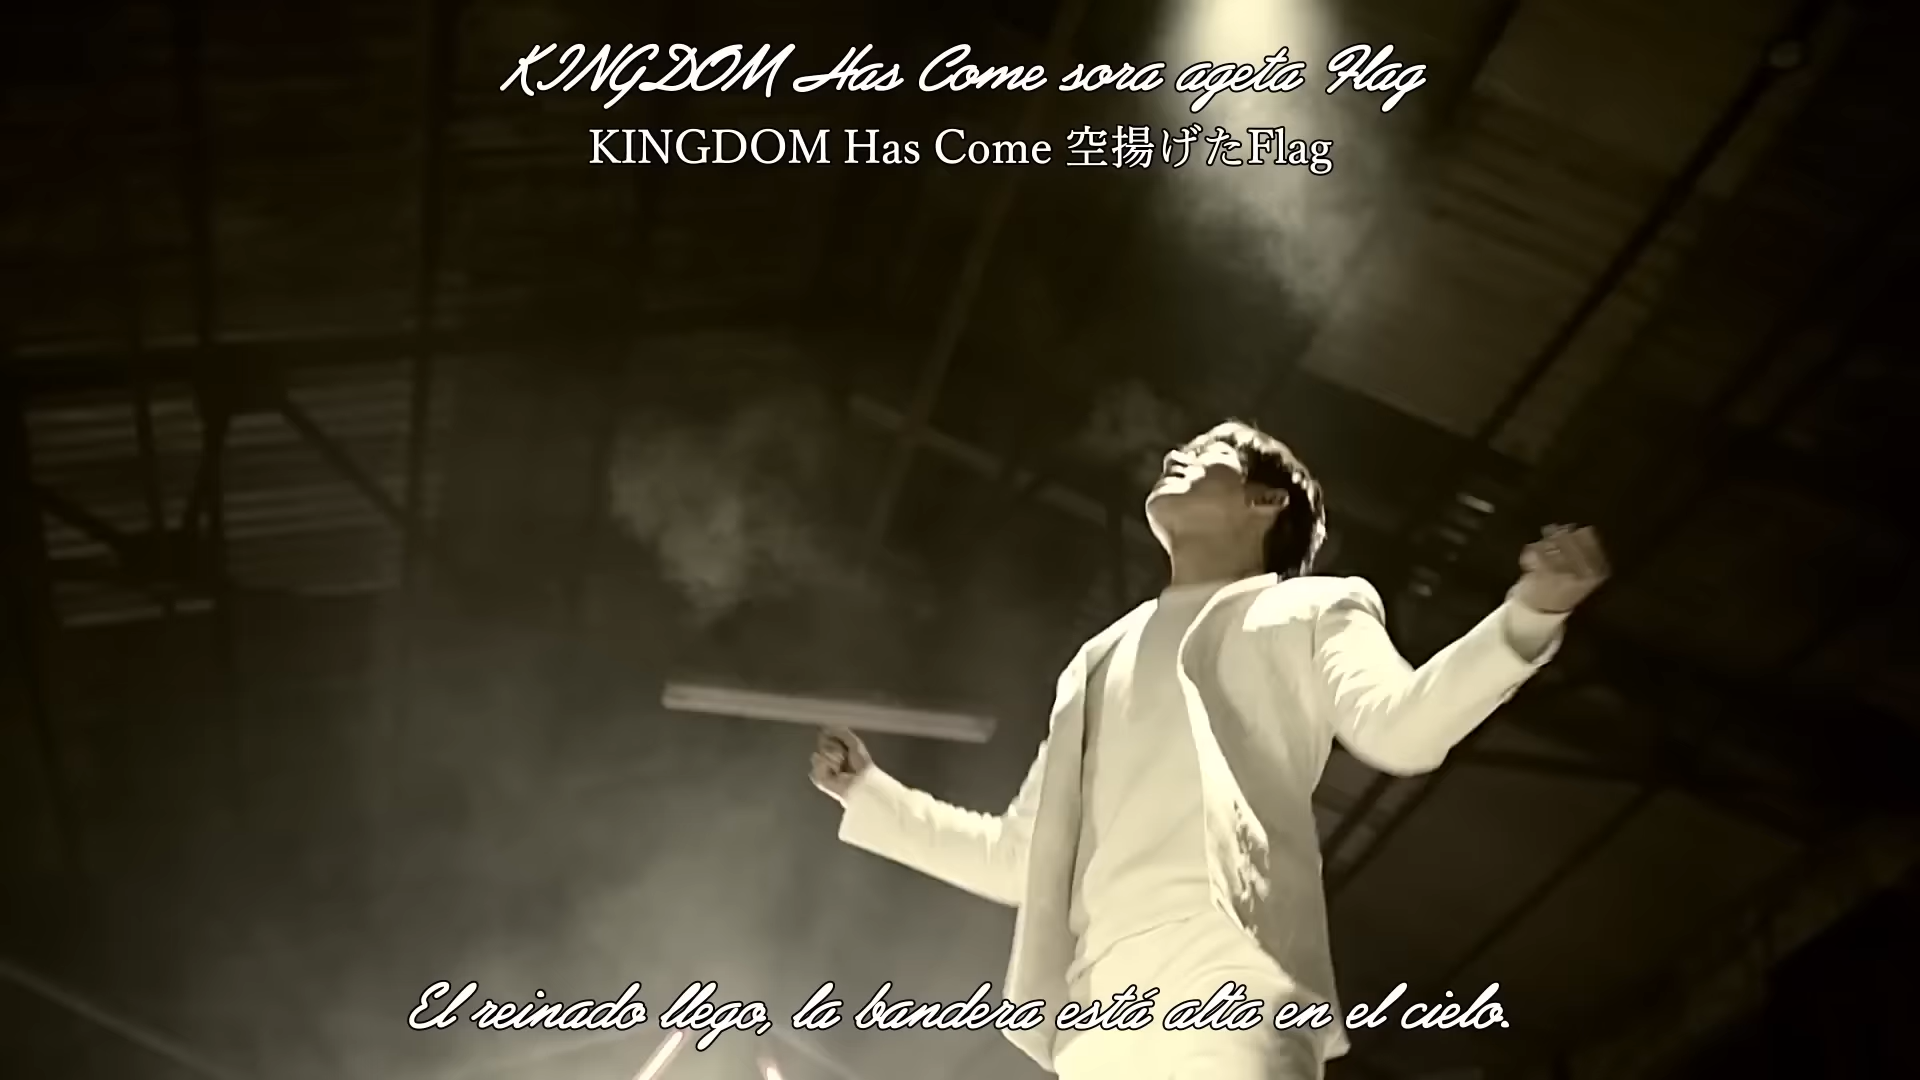 KINGDOM Has Come sora ageta Flag
KINGDOM Has Come 空揚げたFlag
El reinado llego, la bandera está alta en el cielo.